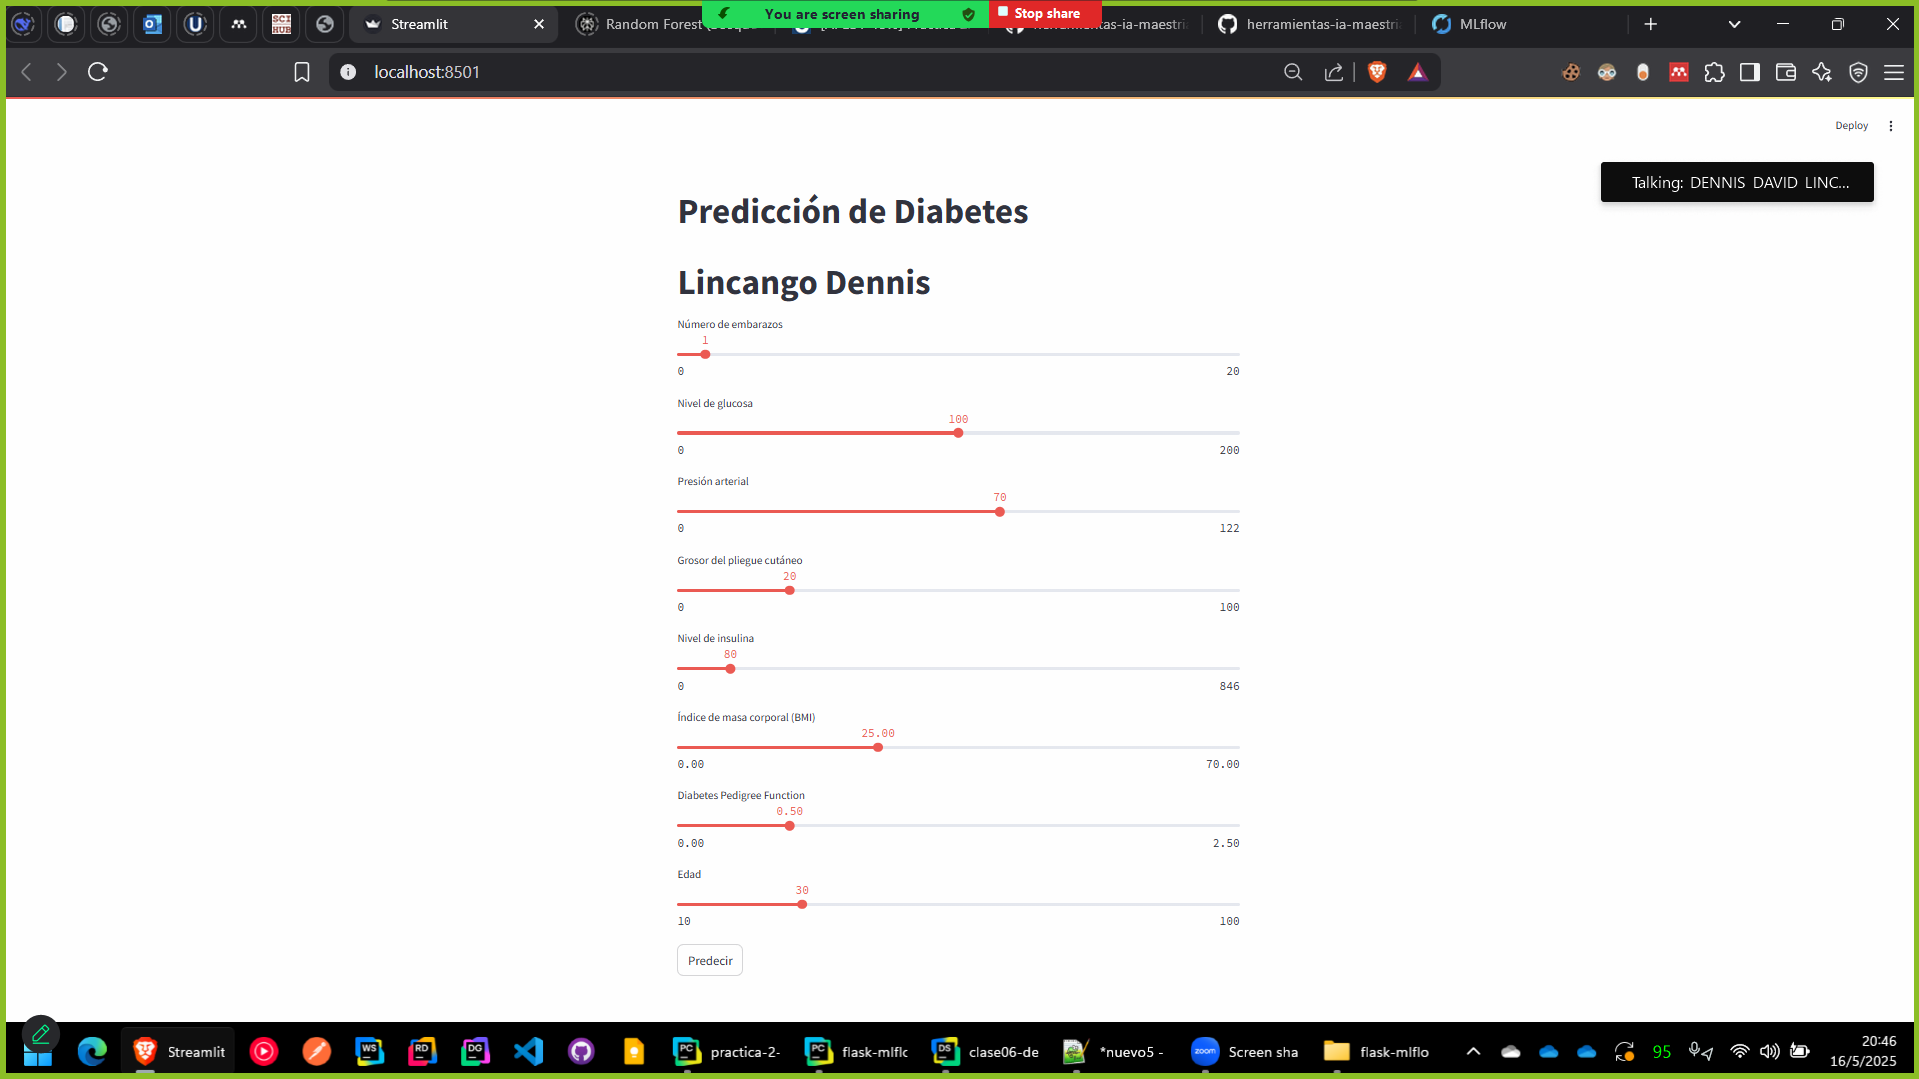 Streamlit
Random Forest (Bosqu
You are screen sharing
Stop share
herramientas-ia-maestri
herramientas-ia-maestri
MLflow
localhost:8501
Deploy
Talking: DENNIS DAVID LINC...
Predicción de Diabetes
Lincango Dennis
Número de embarazos
1
0 20
Nivel de glucosa
100
0 200
Presión arterial
70
0 122
Grosor del pliegue cutáneo
20
0 100
Nivel de insulina
80
0 846
Índice de masa corporal (BMI)
25.00
0.00 70.00
Diabetes Pedigree Function
0.50
0.00 2.50
Edad
30
10 100
Predecir
Streamlit
practica-2-
flask-mlflc
clase06-de
*nuevo5 -
Screen sha
flask-mlflo
95
20:46
16/5/2025